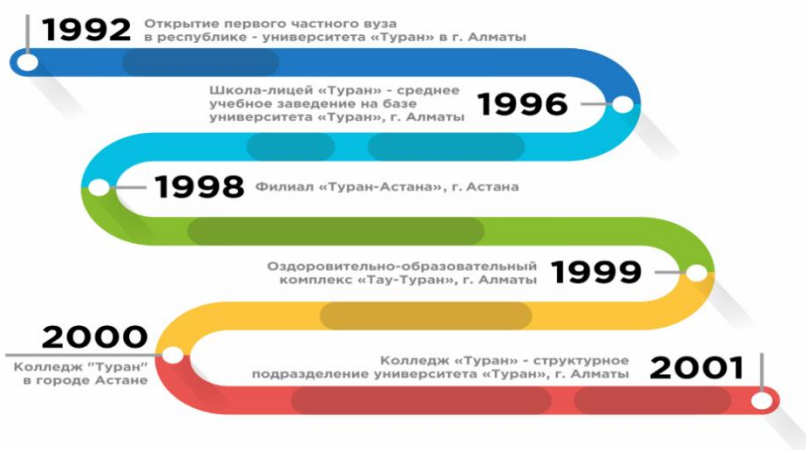 1992
Открытие первого частного вуза
в республике - университета «Туран» в г. Алматы
Школа-лицей «Туран» - среднее
учебное заведение на базе
университета «Туран», г. Алматы
1996
1998
Филиал «Туран-Астана», г. Астана
Оздоровительно-образовательный
комплекс «Тау-Туран», г. Алматы
1999
2000
Колледж "Туран"
в городе Астане
Колледж «Туран» - структурное
подразделение университета «Туран», г. Алматы
2001